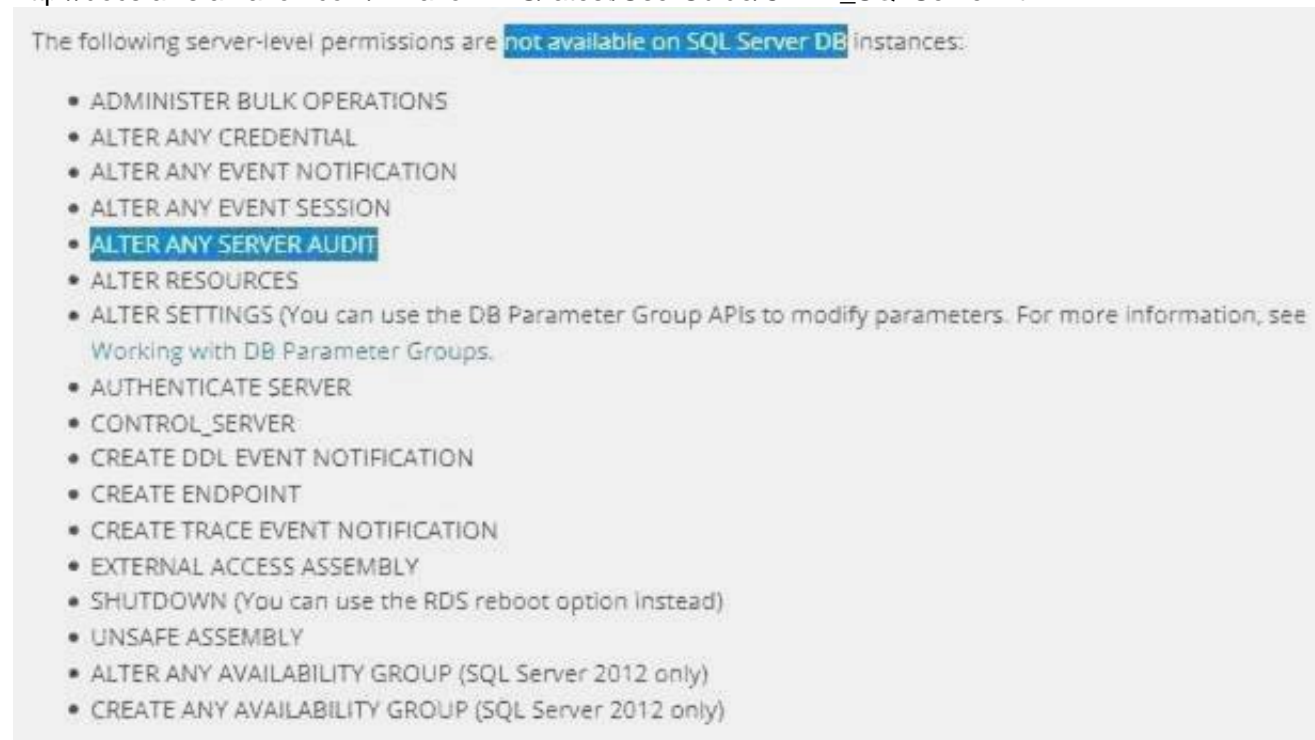 The following server-level permissions are not available on SQL Server DB instances:
• ADMINISTER BULK OPERATIONS
• ALTER ANY CREDENTIAL
• ALTER ANY EVENT NOTIFICATION
• ALTER ANY EVENT SESSION
• ALTER ANY SERVER AUDIT
• ALTER RESOURCES
• ALTER SETTINGS (You can use the DB Parameter Group APIs to modify parameters. For more information, see
Working with DB Parameter Groups.
• AUTHENTICATE SERVER
• CONTROL_SERVER
• CREATE DDL EVENT NOTIFICATION
• CREATE ENDPOINT
• CREATE TRACE EVENT NOTIFICATION
• EXTERNAL ACCESS ASSEMBLY
• SHUTDOWN (You can use the RDS reboot option instead)
• UNSAFE ASSEMBLY
• ALTER ANY AVAILABILITY GROUP (SQL Server 2012 only)
• CREATE ANY AVAILABILITY GROUP (SQL Server 2012 only)